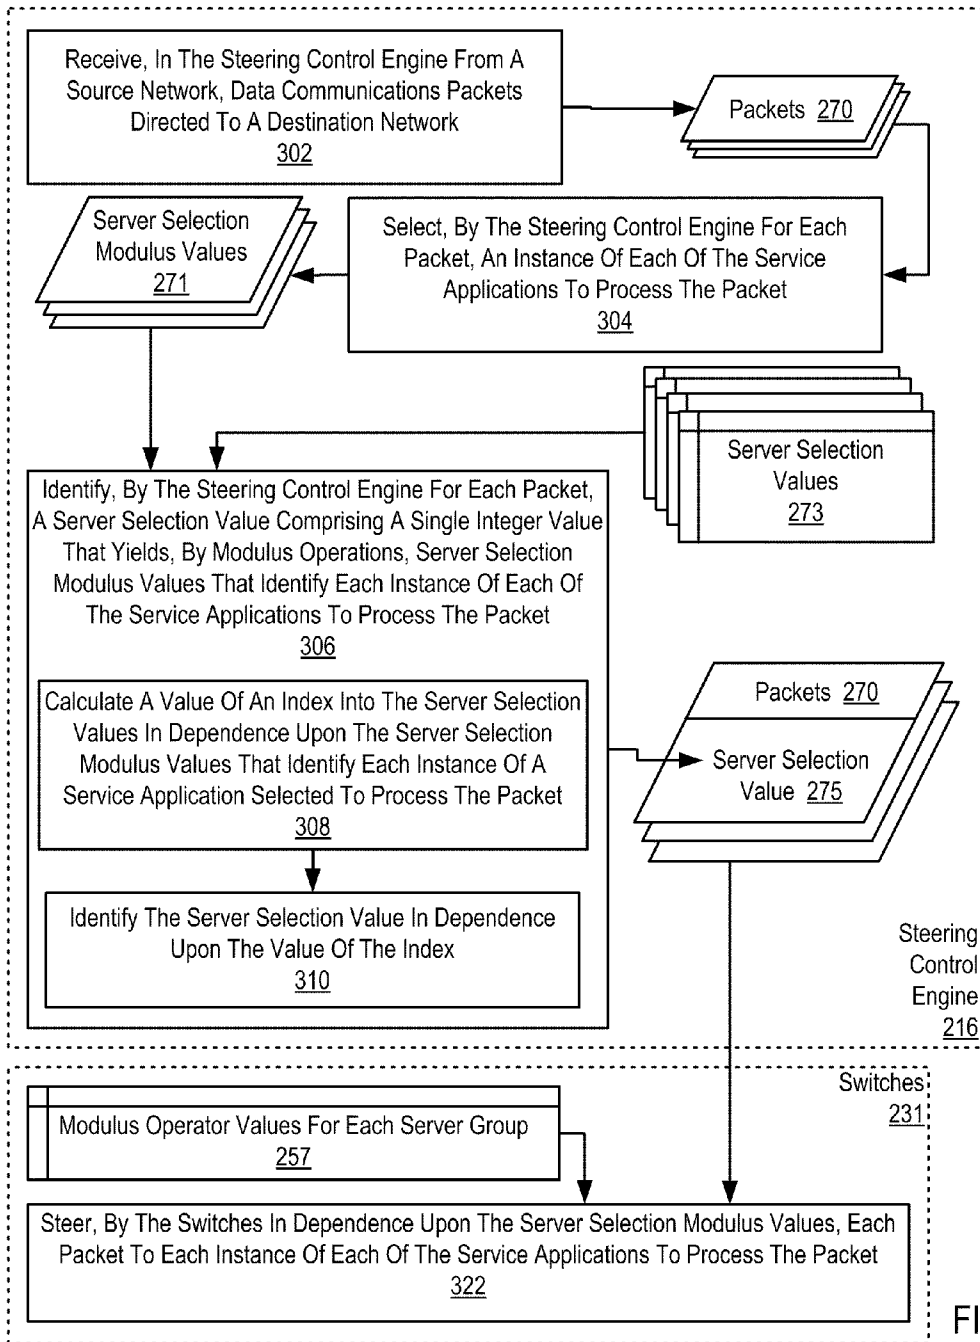 Receive, In The Steering Control Engine From A
Source Network, Data Communications Packets
Directed To A Destination Network
302
Packets 270
Server Selection
Modulus Values
271
Select, By The Steering Control Engine For Each
Packet, An Instance Of Each Of The Service
Applications To Process The Packet
304
Server Selection
Values
273
Identify, By The Steering Control Engine For Each Packet,
A Server Selection Value Comprising A Single Integer Value
That Yields, By Modulus Operations, Server Selection
Modulus Values That Identify Each Instance Of Each Of
The Service Applications To Process The Packet
306
Calculate A Value Of An Index Into The Server Selection
Values In Dependence Upon The Server Selection
Modulus Values That Identify Each Instance Of A
Service Application Selected To Process The Packet
308
Packets 270
Server Selection
Value 275
Identify The Server Selection Value In Dependence
Upon The Value Of The Index
310
Steering
Control
Engine
216
Switches
231
Modulus Operator Values For Each Server Group
257
Steer, By The Switches In Dependence Upon The Server Selection Modulus Values, Each
Packet To Each Instance Of Each Of The Service Applications To Process The Packet
322